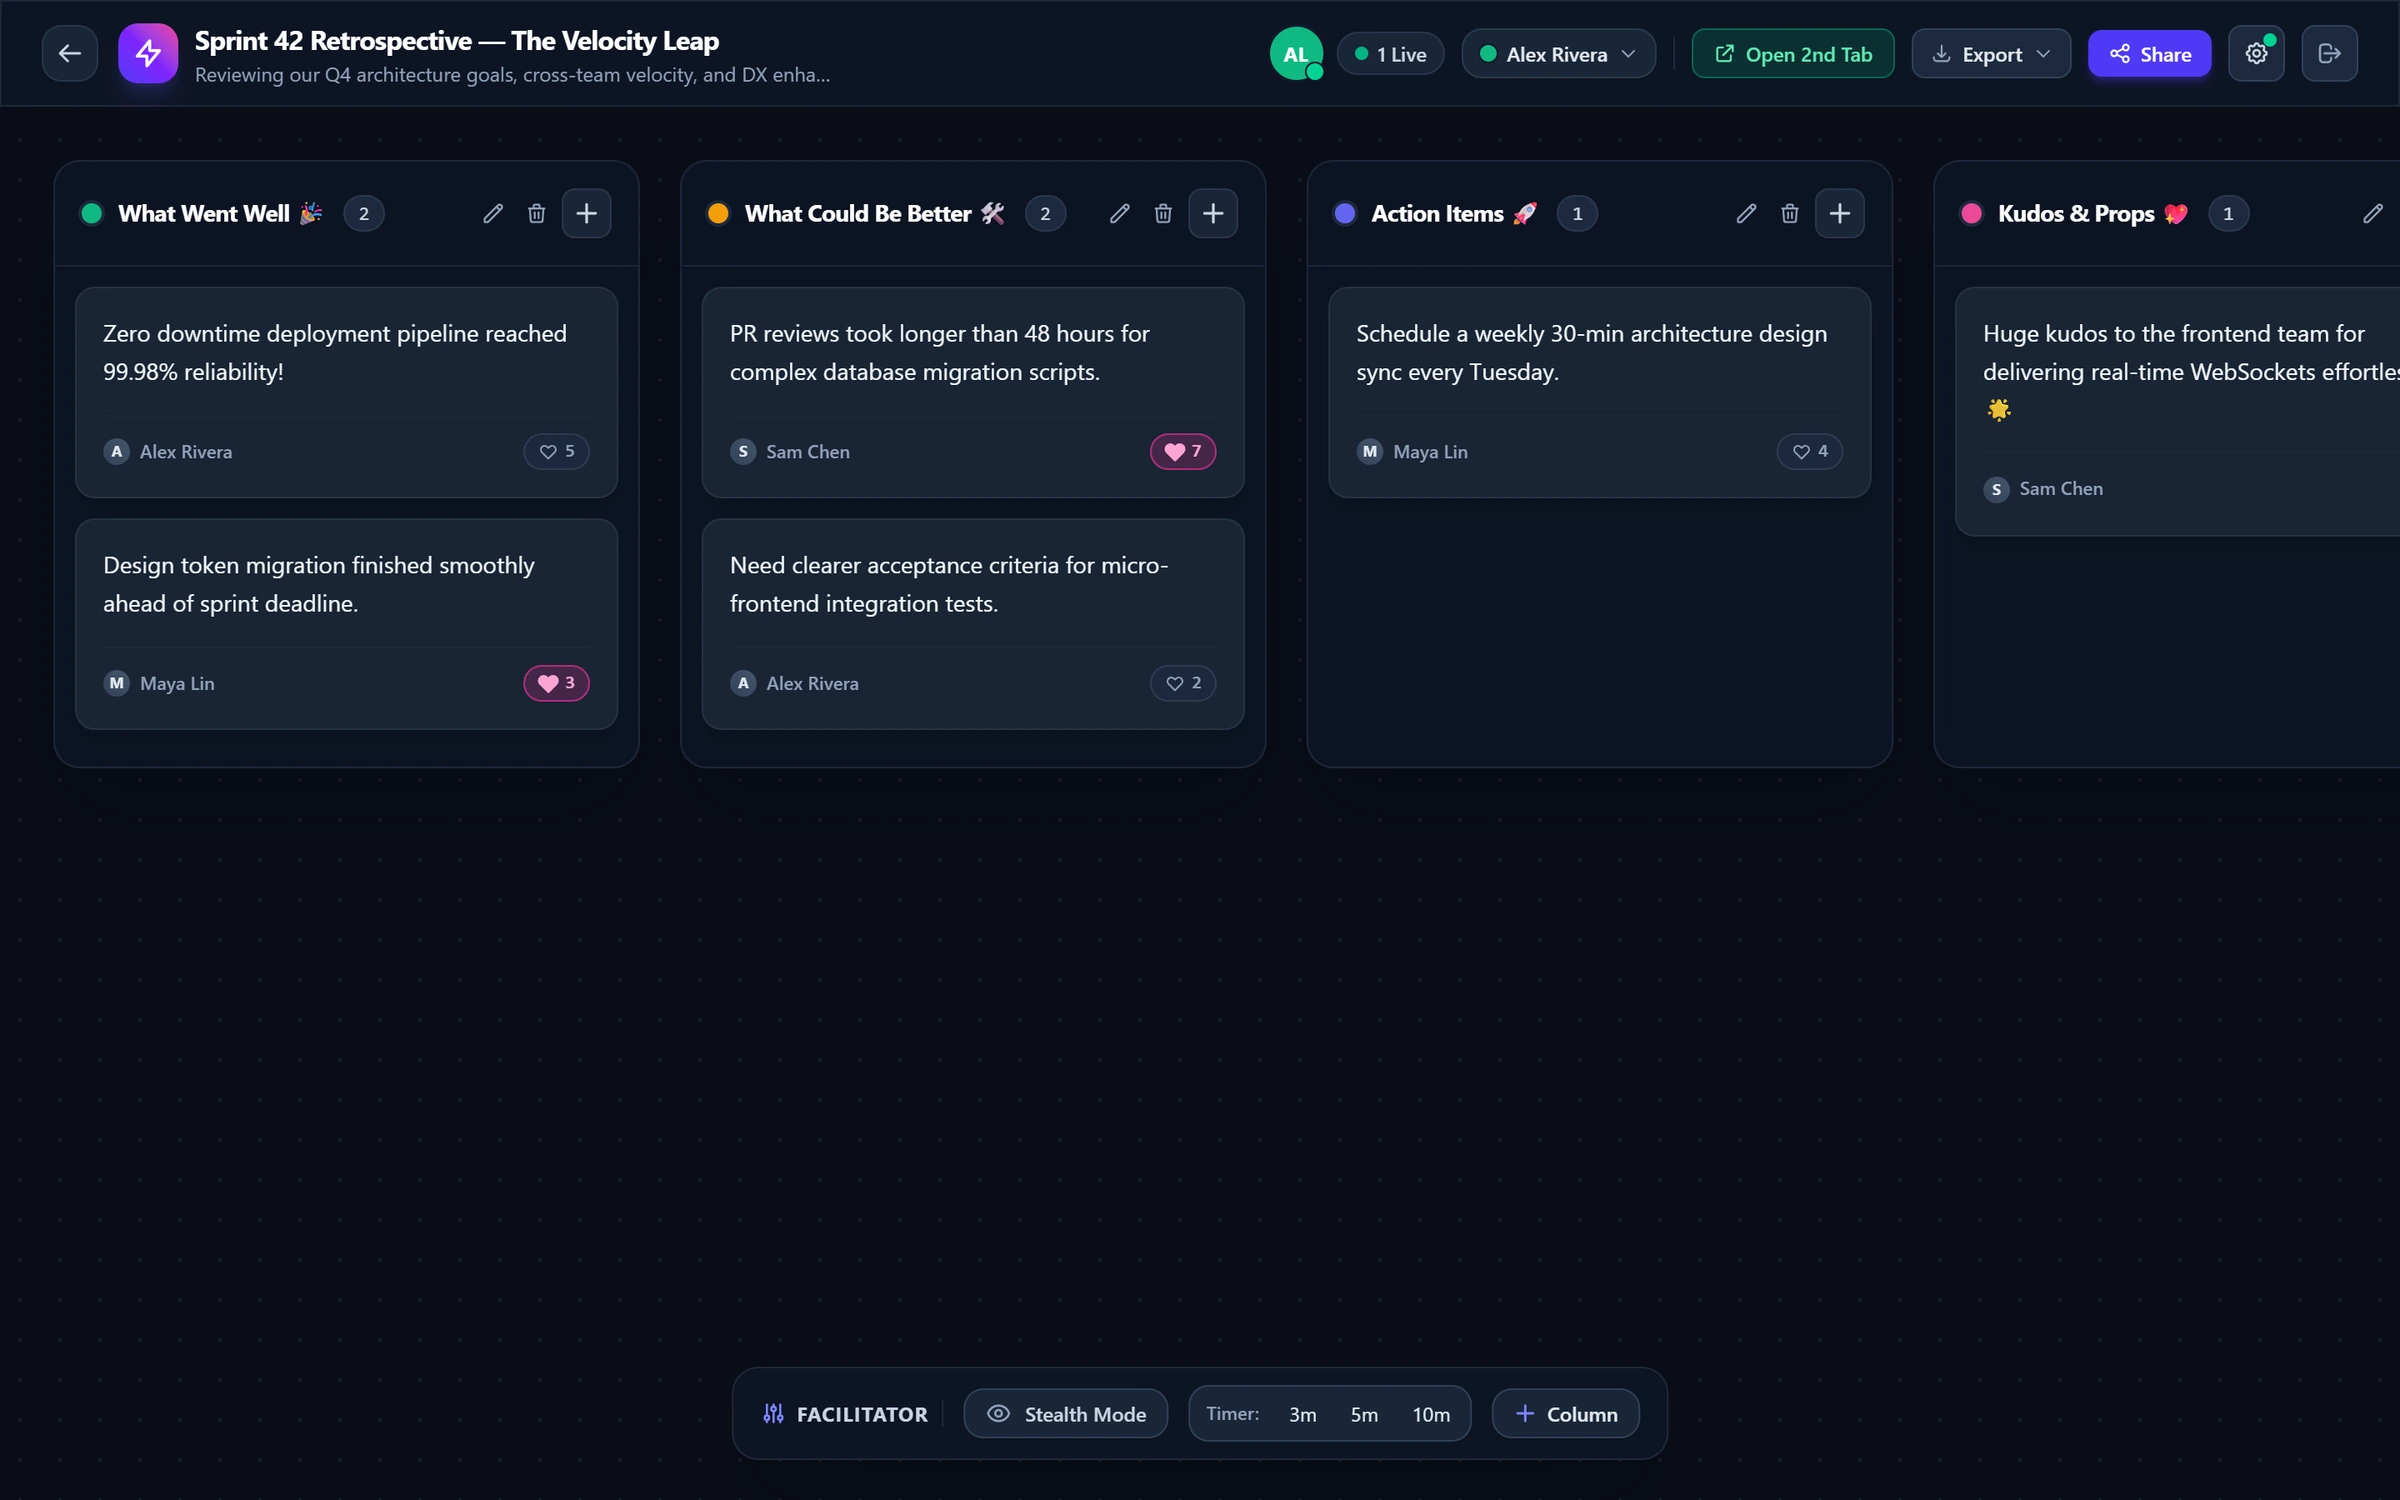 Sprint 42 Retrospective — The Velocity Leap
Reviewing our Q4 architecture goals, cross-team velocity, and DX enha...
AL
1 Live
Alex Rivera
Open 2nd Tab
Export
Share
What Went Well 🎉
2
Zero downtime deployment pipeline reached
99.98% reliability!
A
Alex Rivera
5
Design token migration finished smoothly
ahead of sprint deadline.
M
Maya Lin
3
What Could Be Better 🛠️
2
PR reviews took longer than 48 hours for
complex database migration scripts.
S
Sam Chen
7
Need clearer acceptance criteria for micro-
frontend integration tests.
A
Alex Rivera
2
Action Items 🚀
1
Schedule a weekly 30-min architecture design
sync every Tuesday.
M
Maya Lin
4
Kudos & Props 💖
1
Huge kudos to the frontend team for
delivering real-time WebSockets
🌟
S
Sam Chen
FACILITATOR
Stealth Mode
Timer:
3m
5m
10m
Column